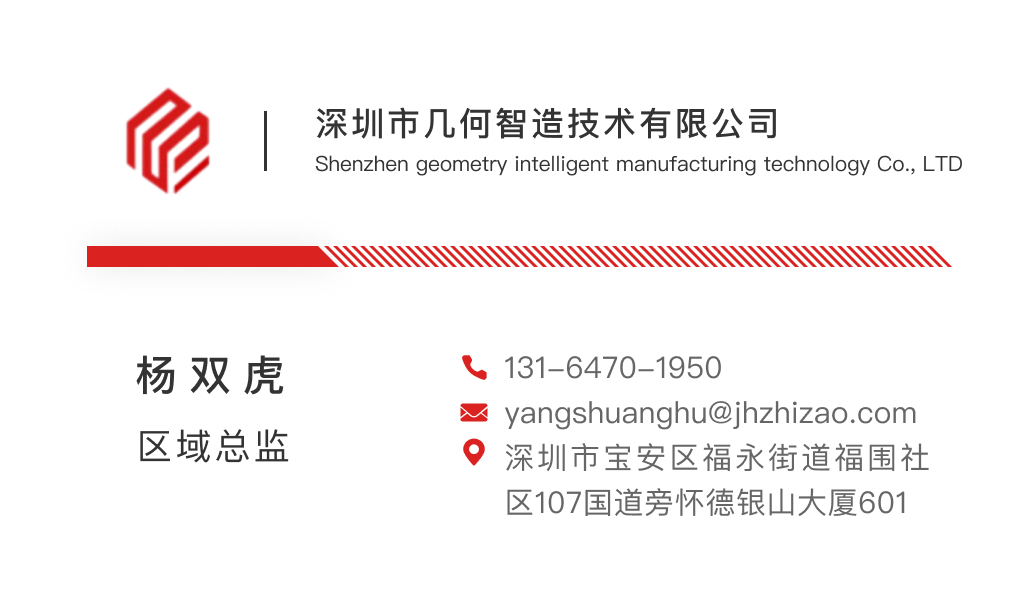 深圳市几何智造技术有限公司
Shenzhen geometry intelligent manufacturing technology Co., LTD
杨双虎
区域总监
131-6470-1950
yangshuanghu@jhzhizao.com
深圳市宝安区福永街道福围社
区107国道旁怀德银山大厦601